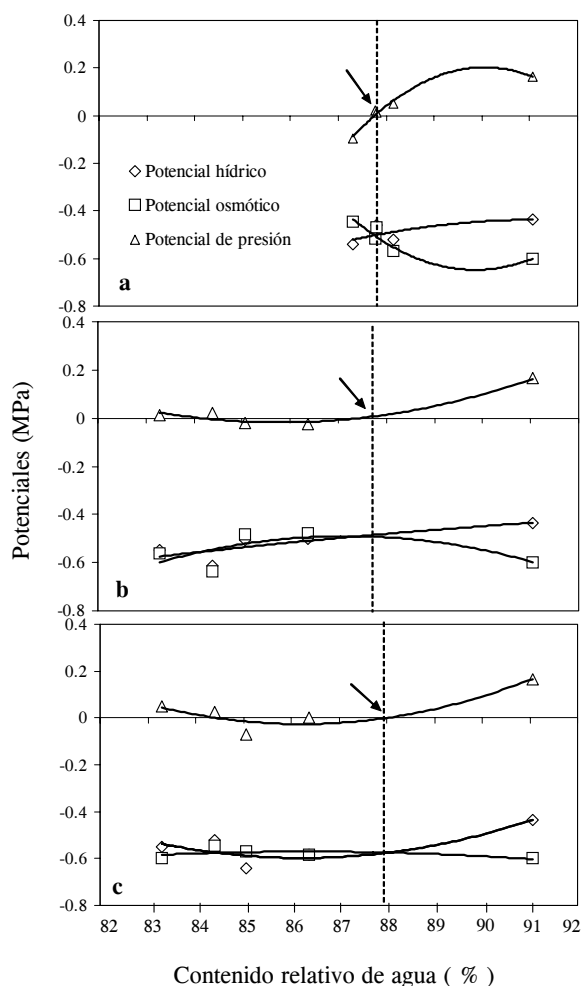 0.4
0.2
0
-0.2
-0.4
-0.6
-0.8
Potencial hídrico
Potencial osmótico
Potencial de presión
a
0.4
0.2
0
-0.2
-0.4
-0.6
-0.8
b
0.4
0.2
0
-0.2
-0.4
-0.6
-0.8
c
82 83 84 85 86 87 88 89 90 91 92
Potenciales (MPa)
Contenido relativo de agua ( % )